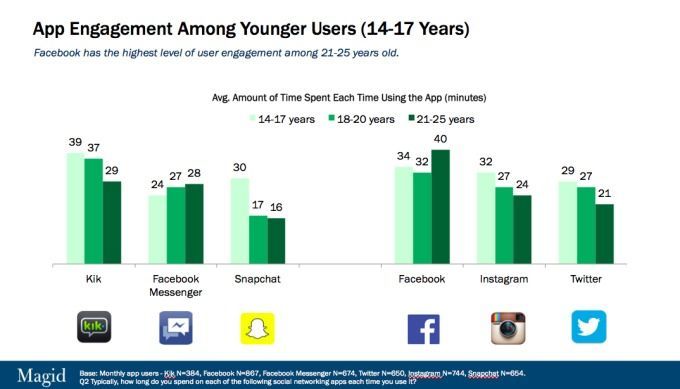 App Engagement Among Younger Users (14-17 Years)
Facebook has the highest level of user engagement among 21-25 years old.
Avg. Amount of Time Spent Each Time Using the App (minutes)
14-17 years 18-20 years 21-25 years
39 37 29
24 27 28
30 17 16
34 32 40
32 27 24
29 27 21
Kik
Facebook Messenger
Snapchat
Facebook
Instagram
Twitter
kik·
f
Magid
Base: Monthly app users - Kik N=384, Facebook N=867, Facebook Messenger N=674, Twitter N=650, Instagram N=744, Snapchat N=654.
Q2 Typically, how long do you spend on each of the following social networking apps each time you use it?